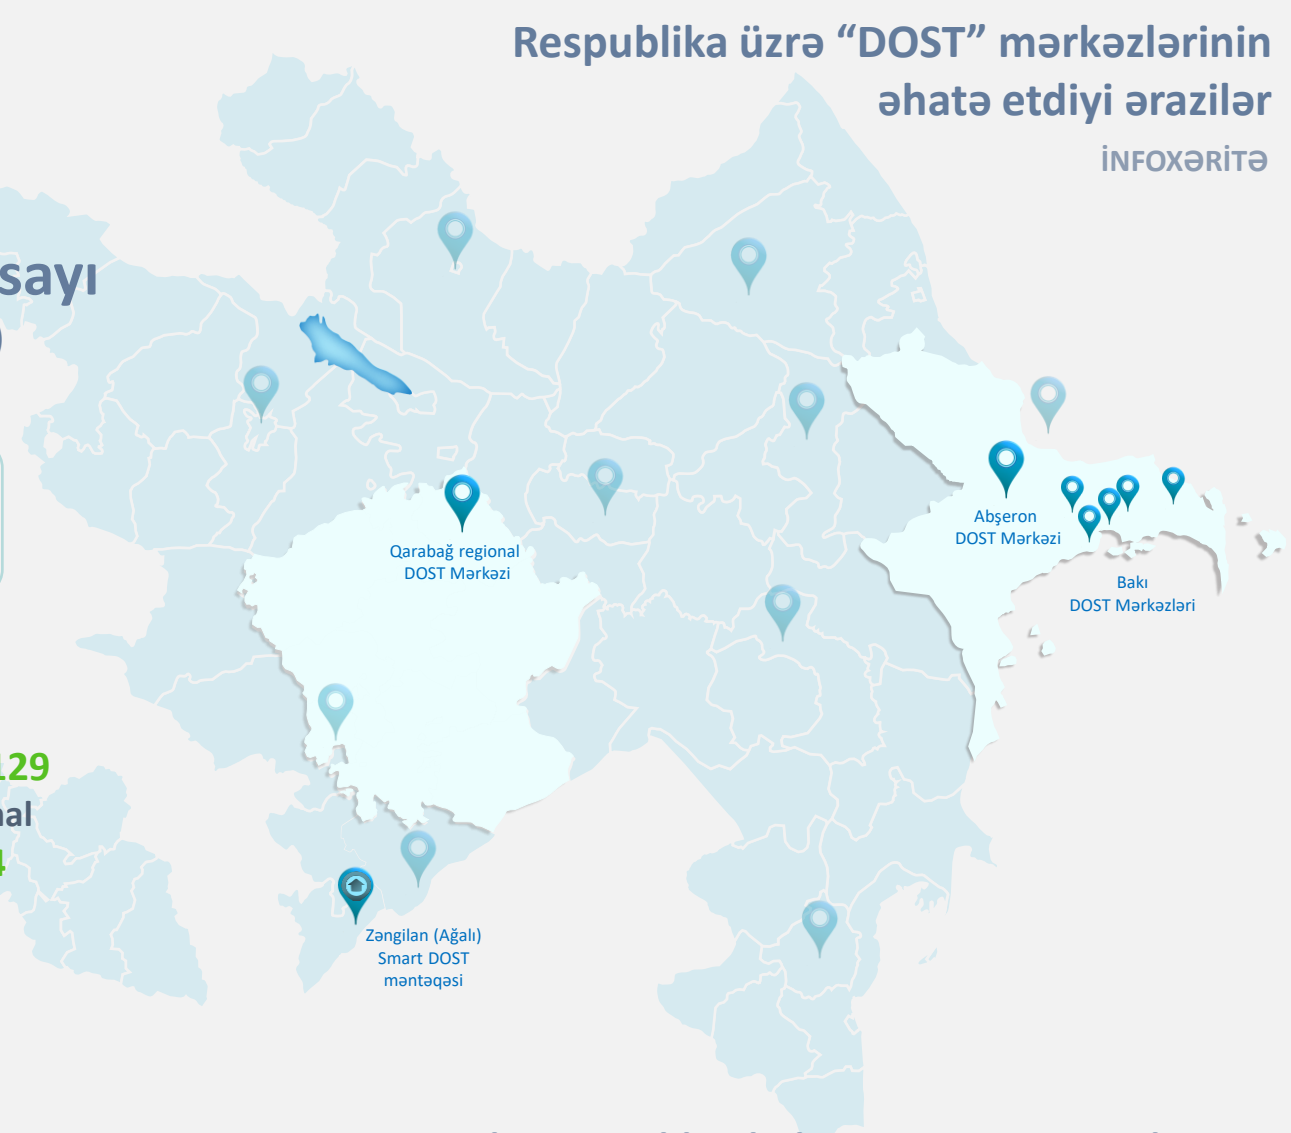 Respublika üzrə “DOST” mərkəzlərinin
əhatə etdiyi ərazilər
İNFOXƏRİTƏ
sayı
Qarabağ regional
DOST Mərkəzi
Abşeron
DOST Mərkəzi
Bakı
DOST Mərkəzləri
129
Zəngilan (Ağalı)
Smart DOST
məntəqəsi